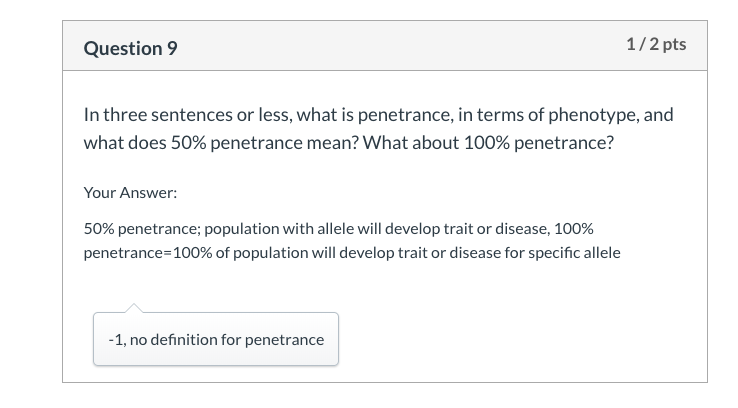 Question 9
1 / 2 pts
In three sentences or less, what is penetrance, in terms of phenotype, and
what does 50% penetrance mean? What about 100% penetrance?
Your Answer:
50% penetrance; population with allele will develop trait or disease, 100%
penetrance=100% of population will develop trait or disease for specific allele
-1, no definition for penetrance